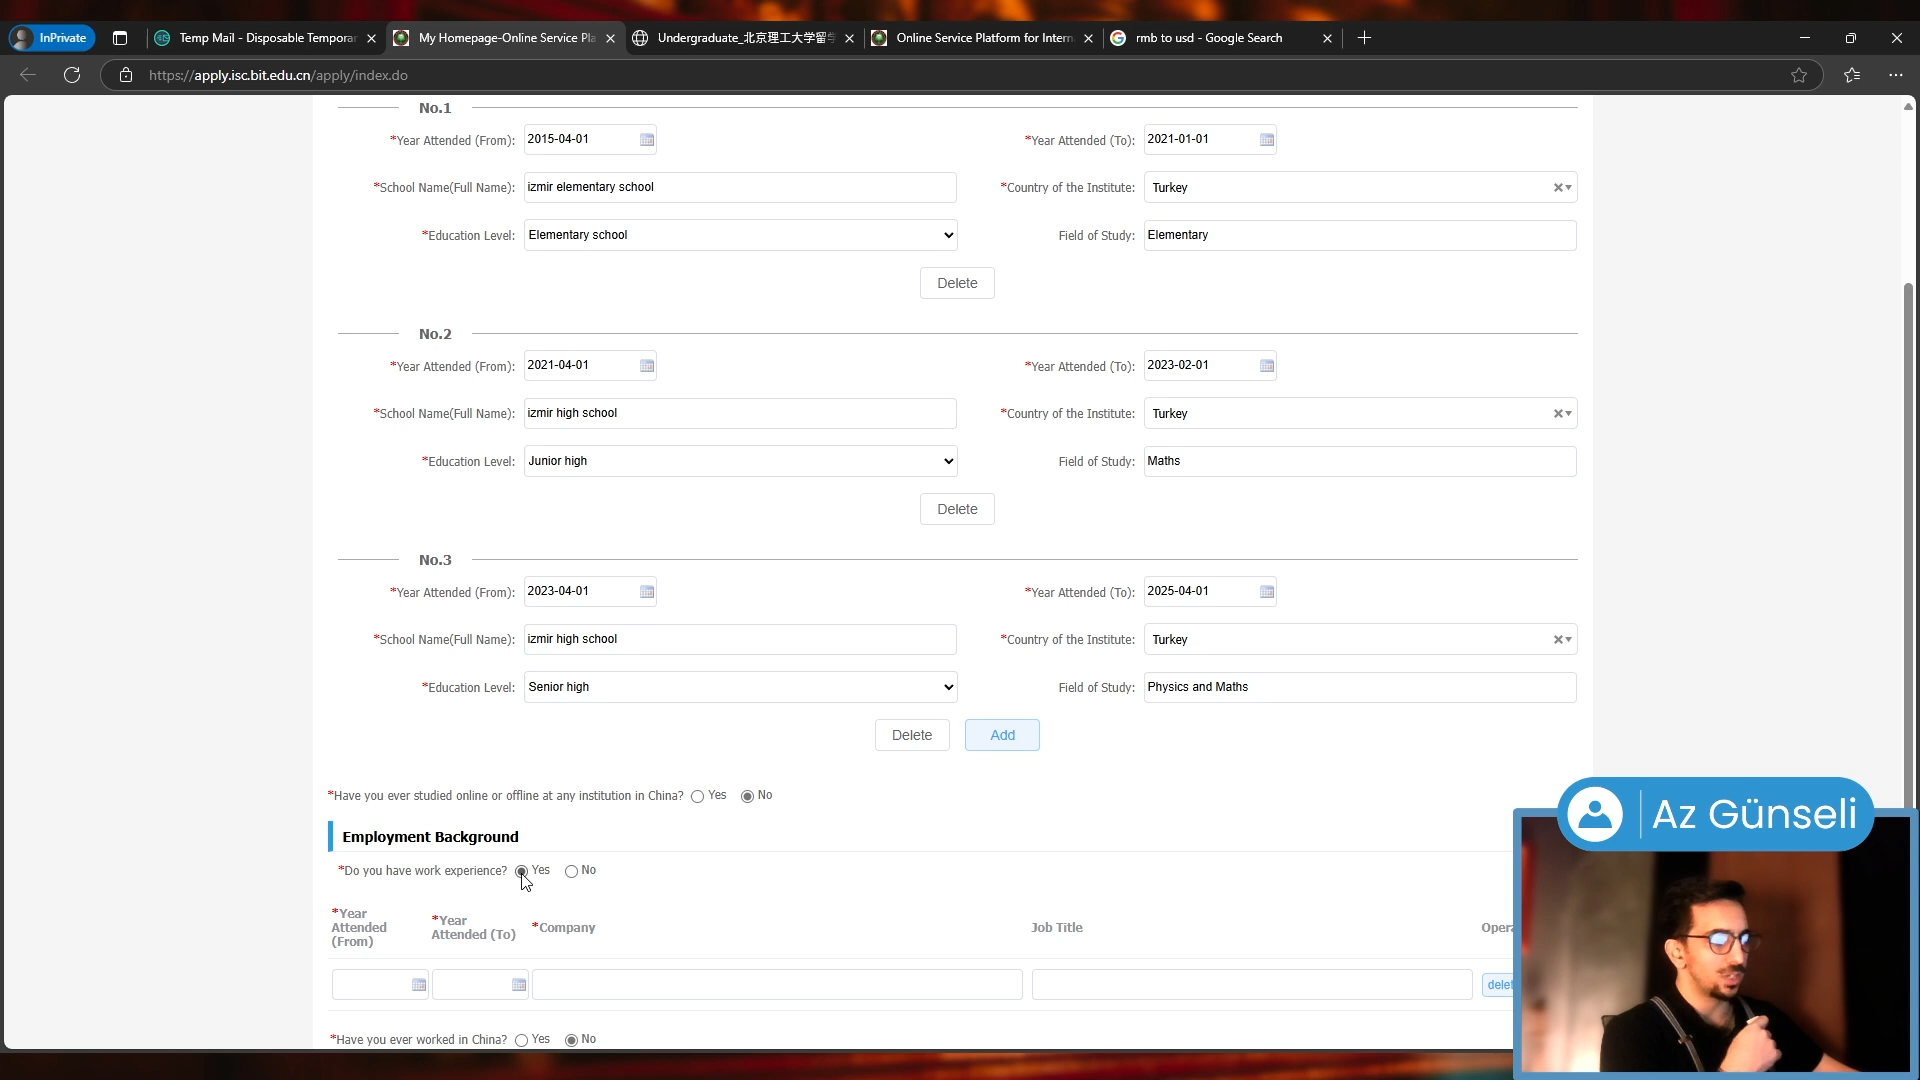 InPrivate
Temp Mail - Disposable Temporar
My Homepage-Online Service Pla
Undergraduate_北京理工大学留学
Online Service Platform for Intern
rmb to usd - Google Search
https://apply.isc.bit.edu.cn/apply/index.do
No.1
*Year Attended (From): 2015-04-01 *Year Attended (To): 2021-01-01
*School Name(Full Name): izmir elementary school *Country of the Institute: Turkey
*Education Level: Elementary school Field of Study: Elementary
Delete
No.2
*Year Attended (From): 2021-04-01 *Year Attended (To): 2023-02-01
*School Name(Full Name): izmir high school *Country of the Institute: Turkey
*Education Level: Junior high Field of Study: Maths
Delete
No.3
*Year Attended (From): 2023-04-01 *Year Attended (To): 2025-04-01
*School Name(Full Name): izmir high school *Country of the Institute: Turkey
*Education Level: Senior high Field of Study: Physics and Maths
Delete Add
*Have you ever studied online or offline at any institution in China? Yes No
Employment Background
*Do you have work experience? Yes No
*Year Attended (From) *Year Attended (To) *Company Job Title Opera
delet
*Have you ever worked in China? Yes No
Az Günseli